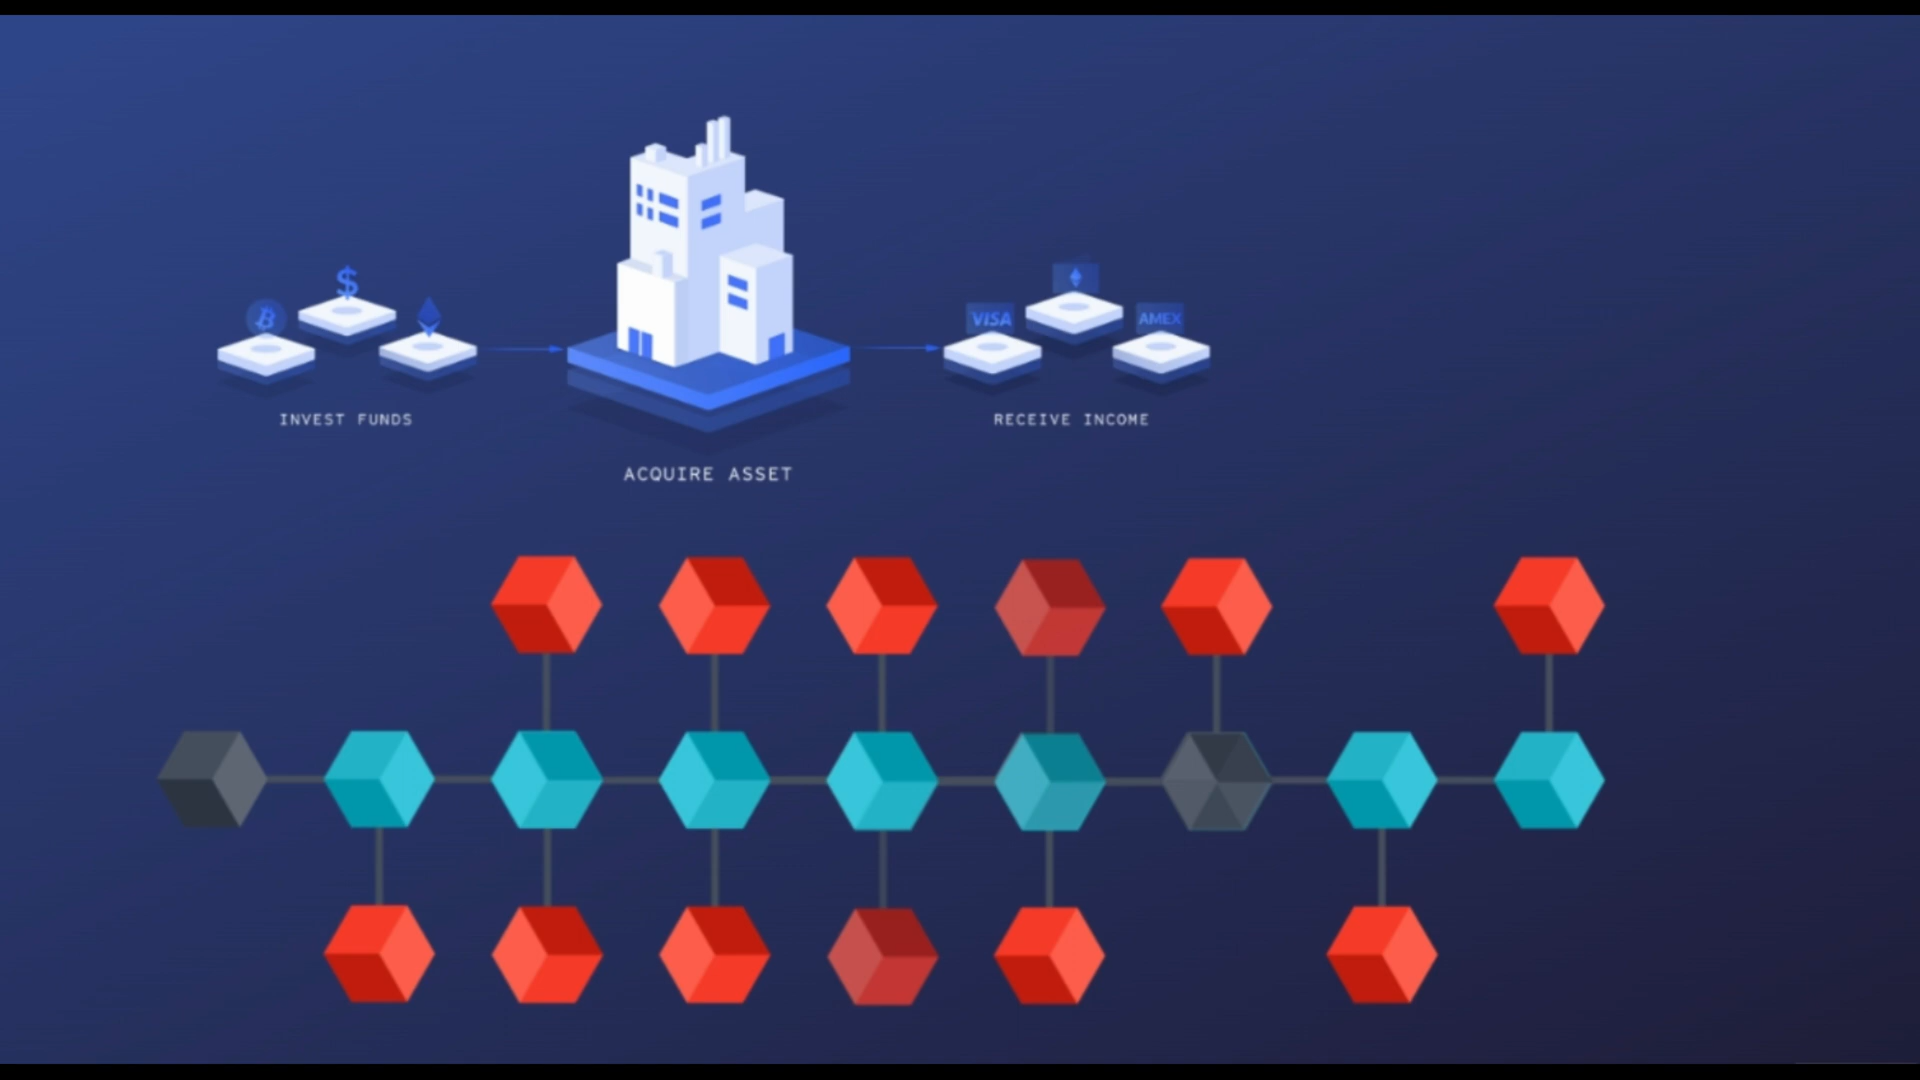 $
VISA
AMEX
INVEST FUNDS
RECEIVE INCOME
ACQUIRE ASSET